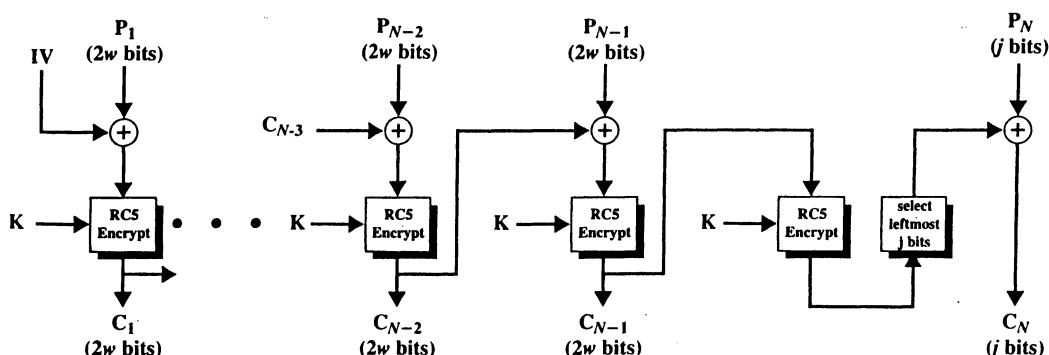 P1
(2w bits)
IV
PN−2
(2w bits)
PN−1
(2w bits)
PN
(j bits)
+
CN-3
+
+
+
K
RC5
Encrypt
• • •
K
RC5
Encrypt
K
RC5
Encrypt
K
RC5
Encrypt
select
leftmost
j bits
C1
(2w bits)
CN−2
(2w bits)
CN−1
(2w bits)
CN
(j bits)